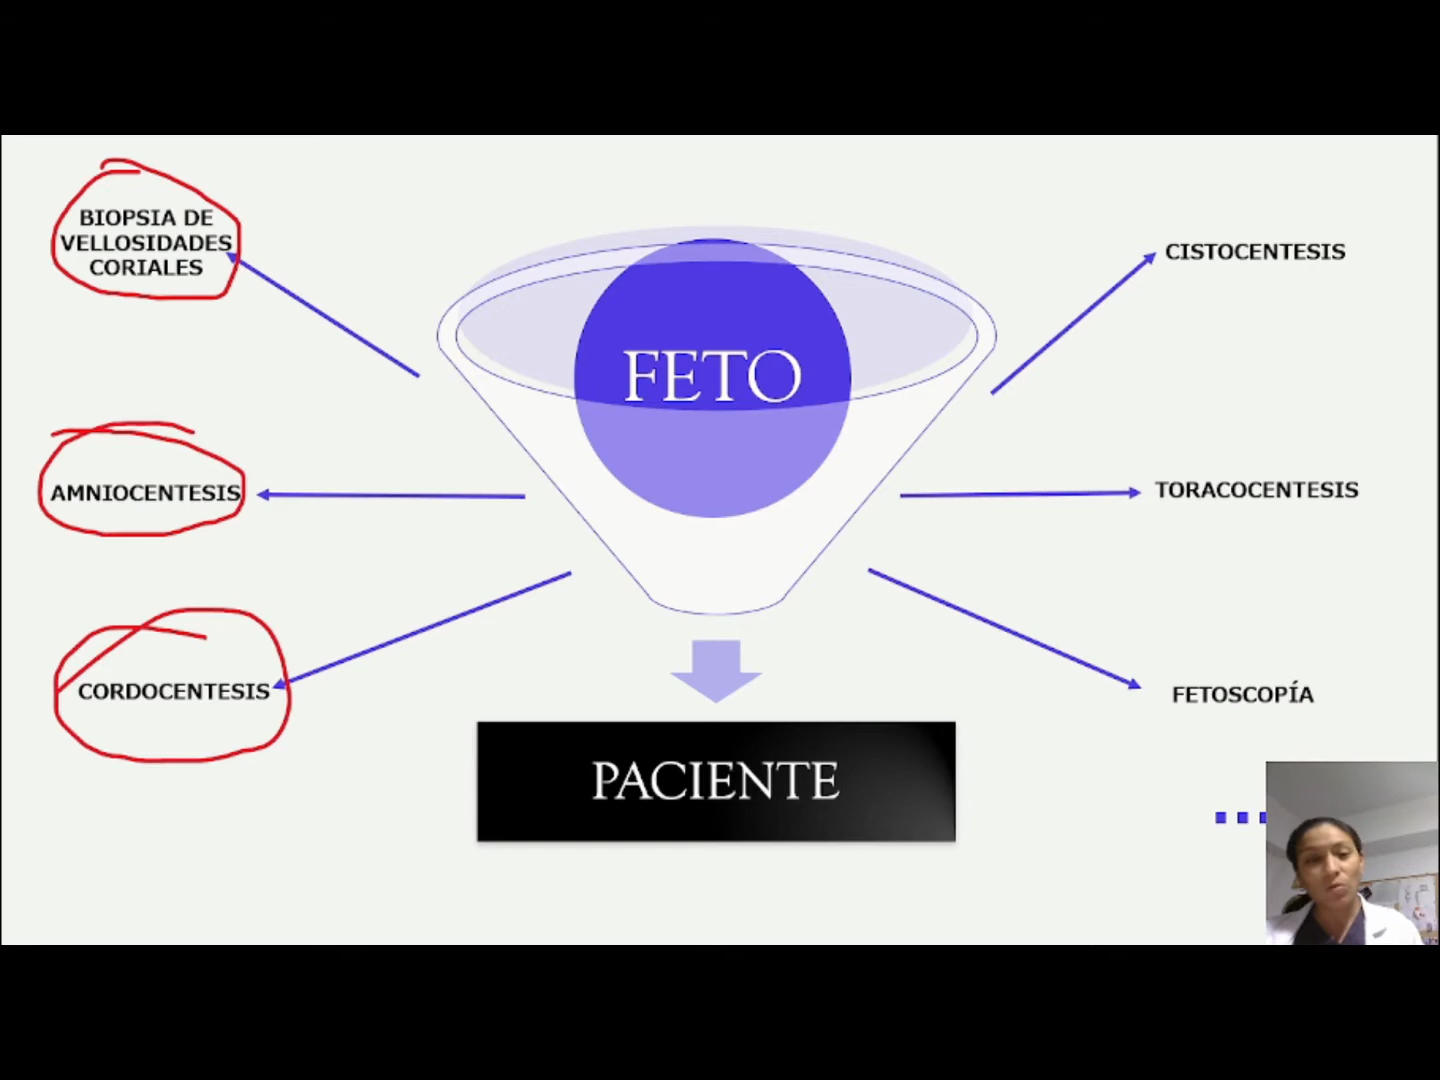 BIOPSIA DE
VELLOSIDADES
CORIALES
AMNIOCENTESIS
CORDOCENTESIS
FETO
PACIENTE
CISTOCENTESIS
TORACOCENTESIS
FETOSCOPÍA